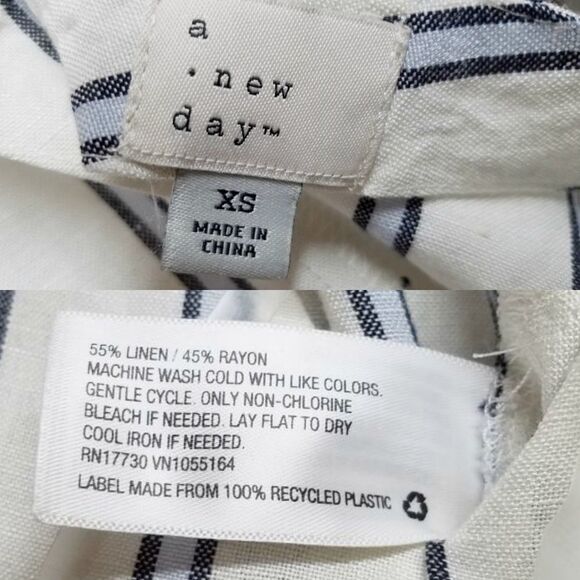 a
· new
day™
XS
MADE IN
CHINA
55% LINEN / 45% RAYON
MACHINE WASH COLD WITH LIKE COLORS.
GENTLE CYCLE. ONLY NON-CHLORINE
BLEACH IF NEEDED. LAY FLAT TO DRY
COOL IRON IF NEEDED.
RN17730 VN1055164
LABEL MADE FROM 100% RECYCLED PLASTIC